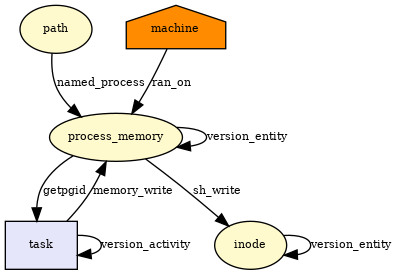 path
machine
named_process
ran_on
process_memory
version_entity
getpgid
memory_write
sh_write
task
version_activity
inode
version_entity